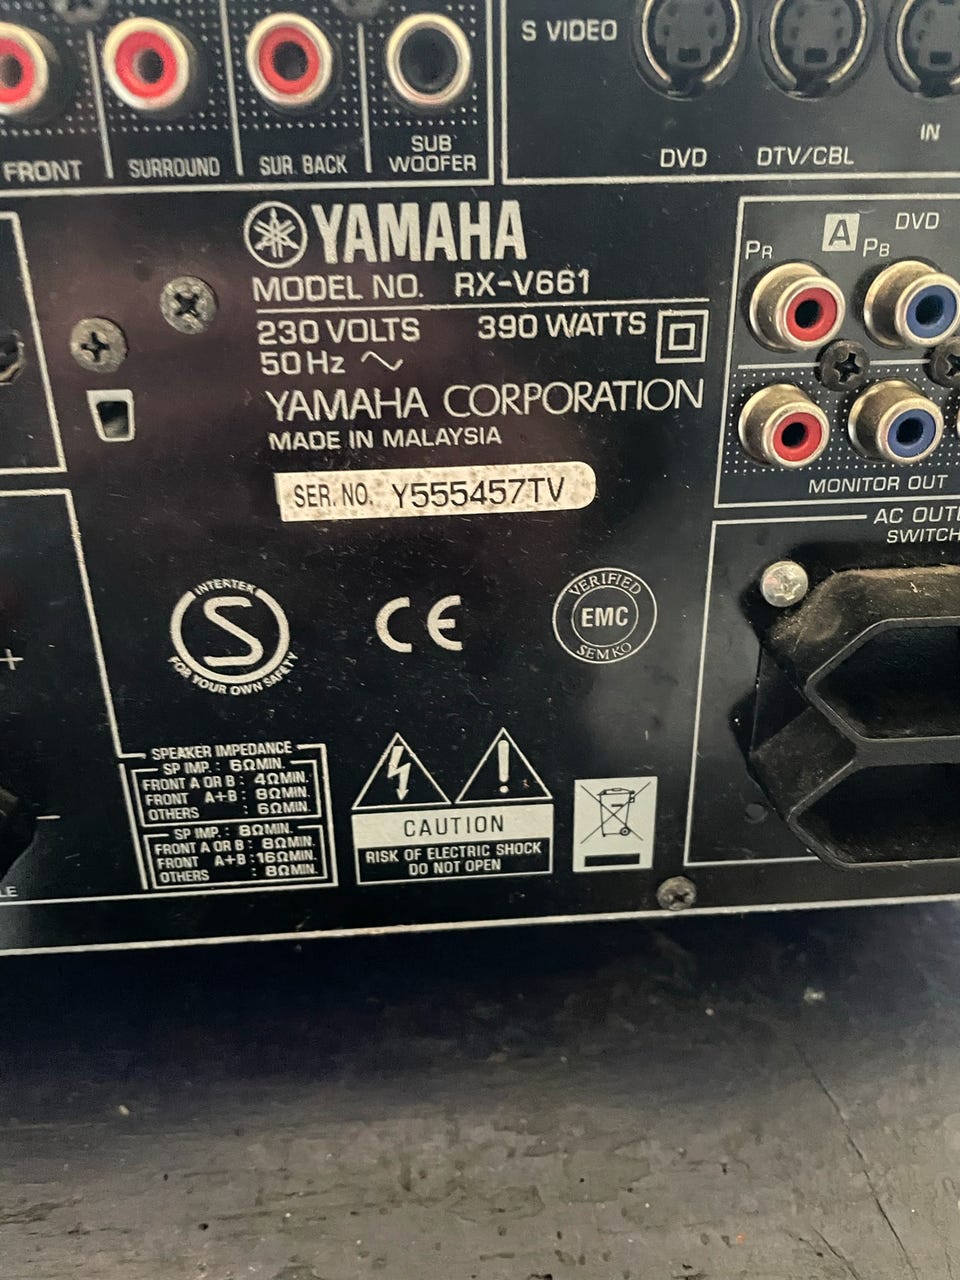 S VIDEO
FRONT
SURROUND
SUR. BACK
SUB
WOOFER
DVD
DTV/CBL
IN
YAMAHA
MODEL NO. RX-V661
230 VOLTS 390 WATTS
50 Hz
YAMAHA CORPORATION
MADE IN MALAYSIA
SER. NO. Y555457TV
PR
A
PB
DVD
MONITOR OUT
AC OUT
SWITCH
INTERTEK
S
FOR YOUR OWN SAFETY
CE
VERIFIED
EMC
SEMKO
SPEAKER IMPEDANCE
SP IMP. : 6ΩMIN.
FRONT A OR B : 4ΩMIN.
FRONT A+B : 8ΩMIN.
OTHERS : 6ΩMIN.
SP IMP. : 8ΩMIN.
FRONT A OR B : 8ΩMIN.
FRONT A+B : 16ΩMIN.
OTHERS : 8ΩMIN.
CAUTION
RISK OF ELECTRIC SHOCK
DO NOT OPEN
LE